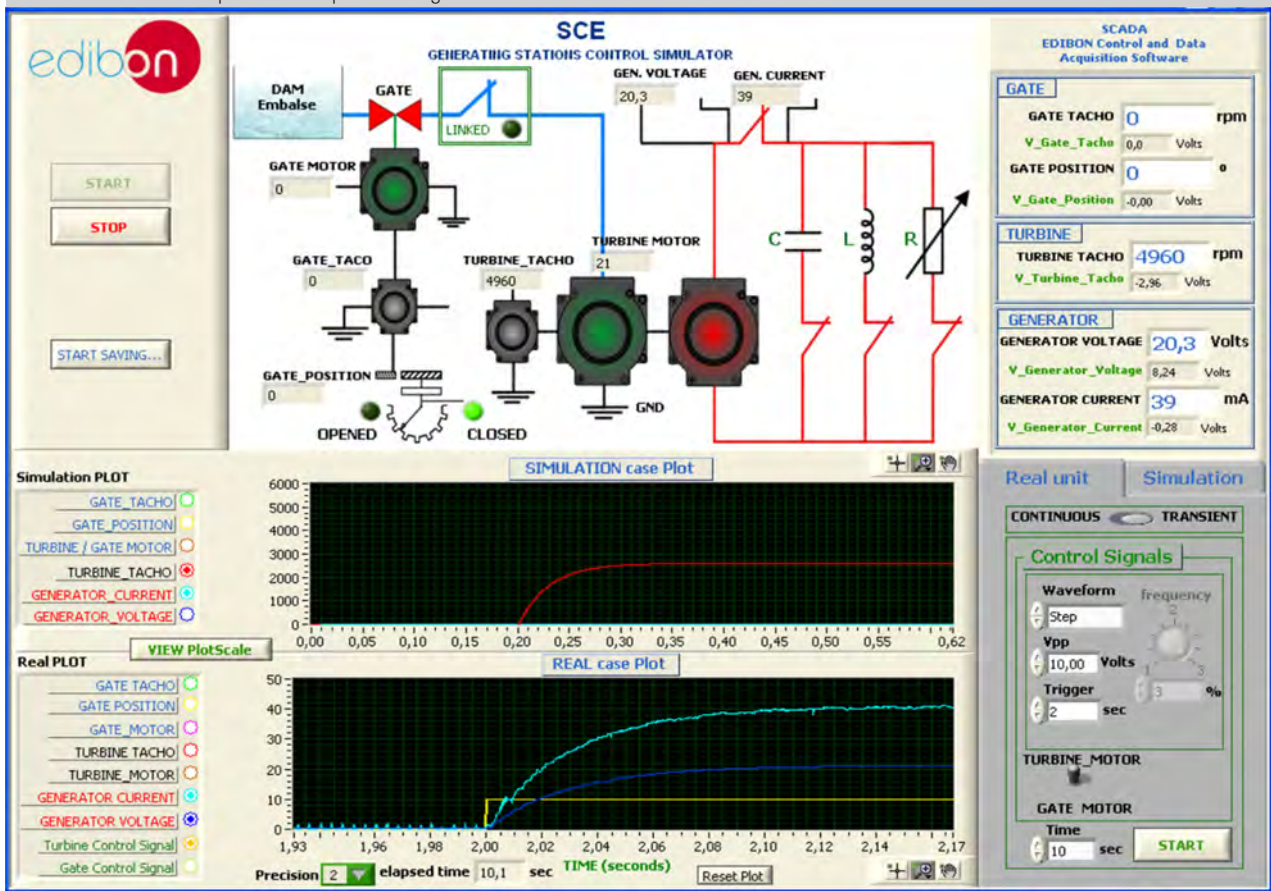 edibon
START
STOP
START SAVING...
SCE
GENERATING STATIONS CONTROL SIMULATOR
DAM
Embalse
GATE
LINKED
GEN. VOLTAGE
20,3
GEN. CURRENT
39
GATE MOTOR
0
GATE_TACO
0
TURBINE_TACHO
4960
TURBINE MOTOR
21
C
L
R
GATE_POSITION
0
OPENED
CLOSED
GND
SCADA
EDIBON Control and Data
Acquisition Software
GATE
GATE TACHO 0 rpm
V_Gate_Tacho 0,0 Volts
GATE POSITION 0 º
V_Gate_Position -0,00 Volts
TURBINE
TURBINE TACHO 4960 rpm
V_Turbine_Tacho -2,96 Volts
GENERATOR
GENERATOR VOLTAGE 20,3 Volts
V_Generator_Voltage 8,24 Volts
GENERATOR CURRENT 39 mA
V_Generator_Current -0,28 Volts
Simulation PLOT
GATE_TACHO
GATE_POSITION
TURBINE / GATE MOTOR
TURBINE_TACHO
GENERATOR_CURRENT
GENERATOR_VOLTAGE
VIEW PlotScale
SIMULATION case Plot
6000
5000
4000
3000
2000
1000
0
0,00 0,05 0,10 0,15 0,20 0,25 0,30 0,35 0,40 0,45 0,50 0,55 0,62
Real PLOT
GATE TACHO
GATE POSITION
GATE_MOTOR
TURBINE TACHO
TURBINE_MOTOR
GENERATOR CURRENT
GENERATOR VOLTAGE
Turbine Control Signal
Gate Control Signal
REAL case Plot
50
40
30
20
10
0
1,93 1,96 1,98 2,00 2,02 2,04 2,06 2,08 2,10 2,12 2,14 2,17
Precision 2 elapsed time 10,1 sec TIME (seconds) Reset Plot
Real unit
Simulation
CONTINUOUS TRANSIENT
Control Signals
Waveform
Step
frequency
2
1 3
3 %
Vpp
10,00 Volts
Trigger
2 sec
TURBINE_MOTOR
GATE MOTOR
Time
10 sec
START